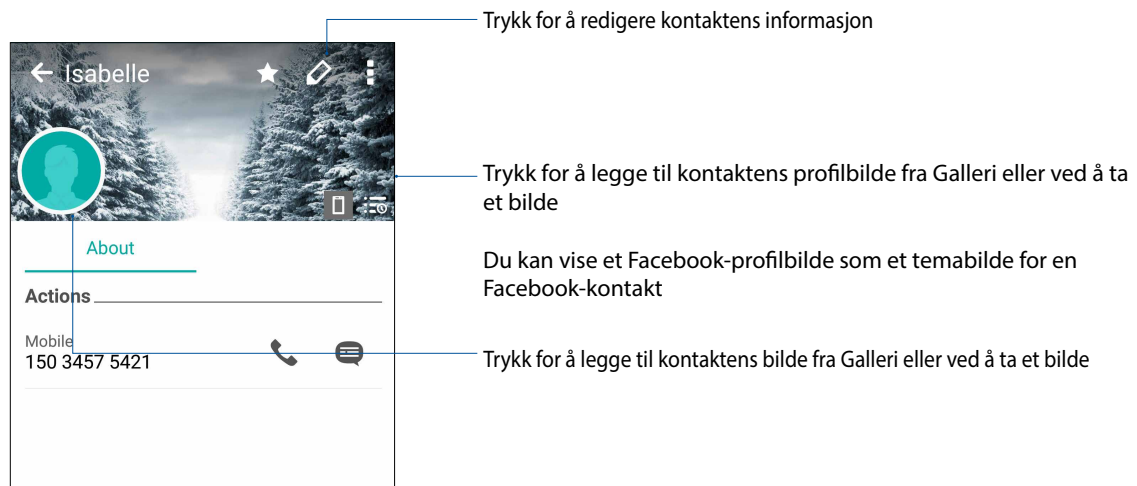 Trykk for å redigere kontaktens informasjon
Isabelle
Trykk for å legge til kontaktens profilbilde fra Galleri eller ved å ta
et bilde
About
Du kan vise et Facebook-profilbilde som et temabilde for en
Facebook-kontakt
Actions
Mobile
150 3457 5421
Trykk for å legge til kontaktens bilde fra Galleri eller ved å ta et bilde